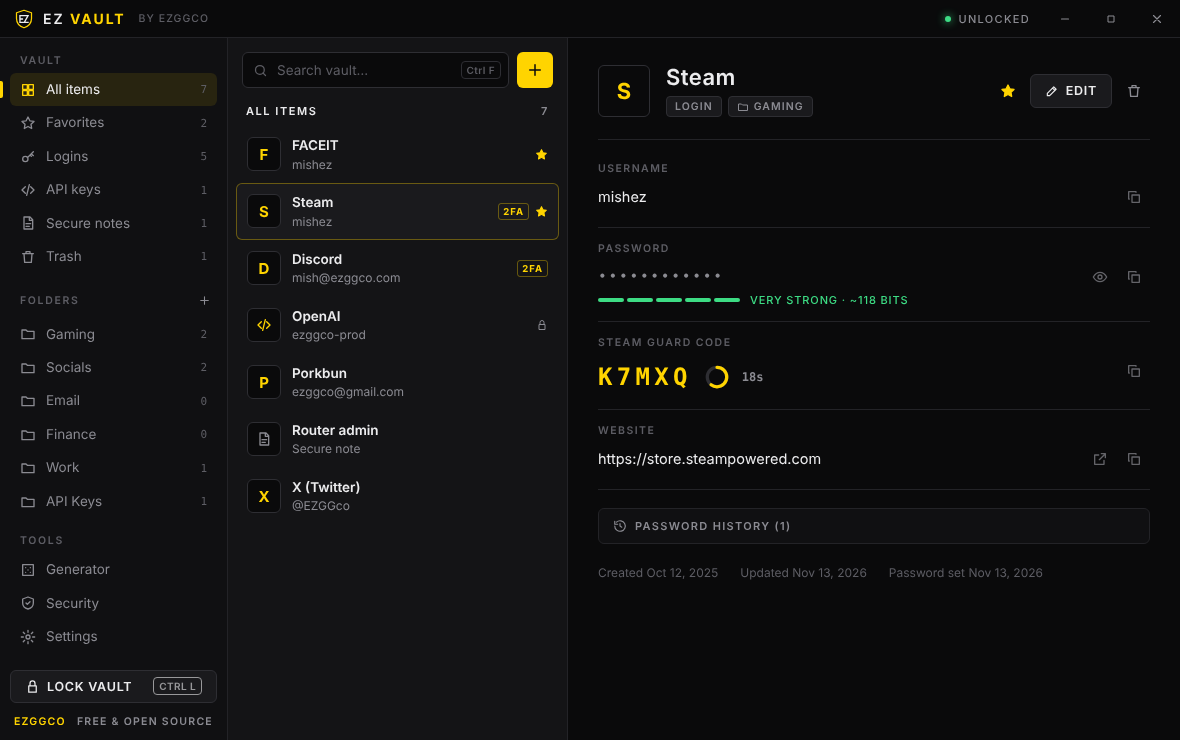 EZ VAULT BY EZGGCO
UNLOCKED
VAULT
All items 7
Favorites 2
Logins 5
API keys 1
Secure notes 1
Trash 1
FOLDERS
Gaming 2
Socials 2
Email 0
Finance 0
Work 1
API Keys 1
TOOLS
Generator
Security
Settings
LOCK VAULT CTRL L
EZGGCO FREE & OPEN SOURCE
Search vault... Ctrl F
ALL ITEMS 7
F FACEIT
mishez
S Steam
mishez
2FA
D Discord
mish@ezggco.com
2FA
OpenAI
ezggco-prod
P Porkbun
ezggco@gmail.com
Router admin
Secure note
X X (Twitter)
@EZGGco
S Steam
LOGIN GAMING
EDIT
USERNAME
mishez
PASSWORD
••••••••••••
VERY STRONG · ~118 BITS
STEAM GUARD CODE
K7MXQ 18s
WEBSITE
https://store.steampowered.com
PASSWORD HISTORY (1)
Created Oct 12, 2025 Updated Nov 13, 2026 Password set Nov 13, 2026